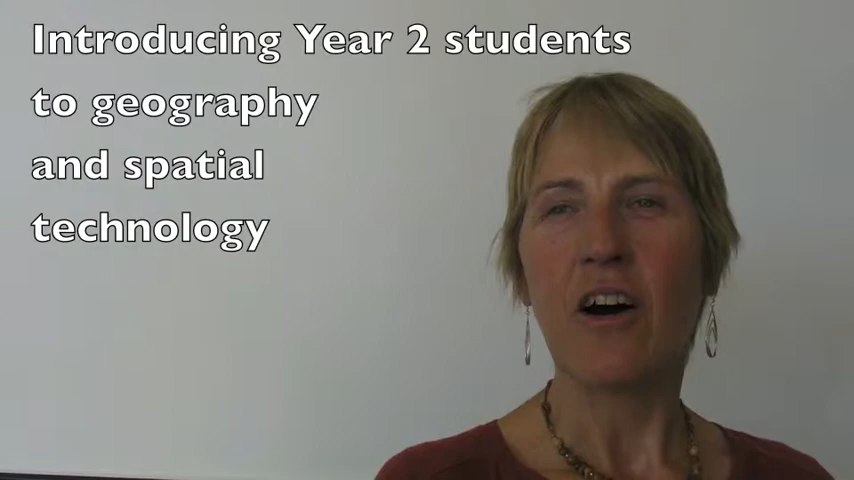 Introducing Year 2 students
to geography
and spatial
technology